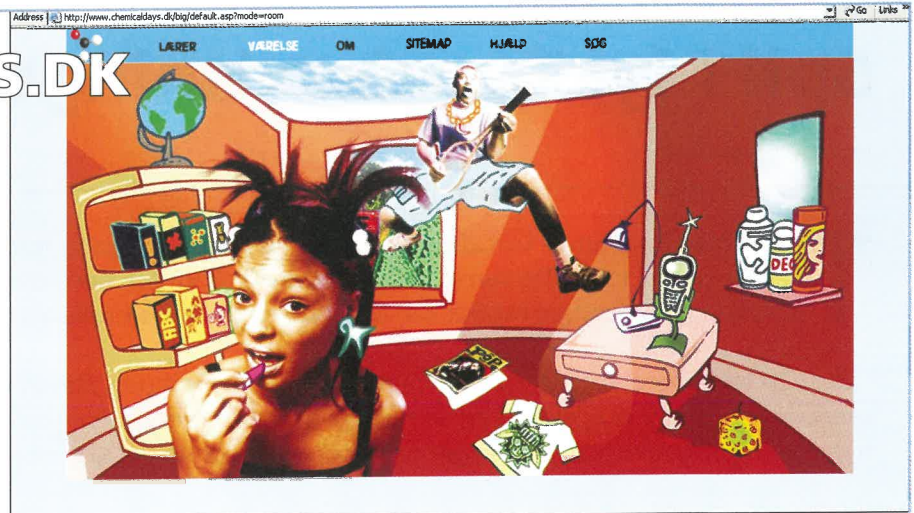 Address http://www.chemicaldays.dk/big/default.asp?mode=room Go Links »
LÆRER VÆRELSE OM SITEMAP HJÆLP SØG
S.DK
ABC
DEO
POP